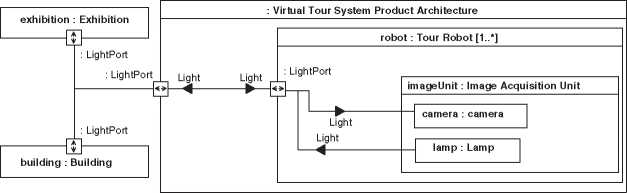 exhibition : Exhibition
: Virtual Tour System Product Architecture
robot : Tour Robot [1..*]
: LightPort
: LightPort
Light
Light
: LightPort
imageUnit : Image Acquisition Unit
camera : camera
Light
Light
lamp : Lamp
: LightPort
building : Building